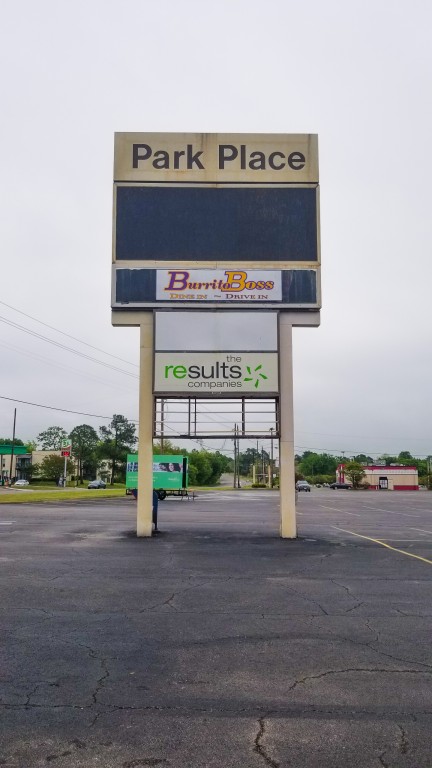 Park Place
BurritoBoss
DINE IN ~ DRIVE IN
the
results
companies